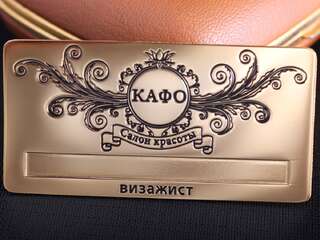 КАФО
Салон красоты
визажист